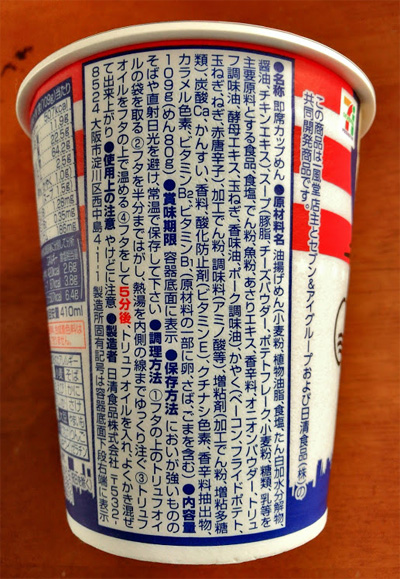 この商品は一風堂 店主とセブン&アイグループおよび日清食品(株)の
共同開発商品です。
●名称 即席カップめん ●原材料名 油揚げめん(小麦粉、植物油脂、食塩、たん白加水分解物、
醤油、チキンエキス)、スープ(豚脂、チーズパウダー、ポテトフレーク、小麦粉、糖類、乳等を
主要原料とする食品、食塩、でん粉、魚粉、あさりエキス、香辛料、オニオンパウダー、トリュ
フ調味油、酵母エキス、玉ねぎ、香味油、ポーク調味油)、かやく(ベーコン、フライドポテト、
玉ねぎ、ねぎ、赤唐辛子)、加工でん粉、調味料(アミノ酸等)、増粘剤(加工でん粉、増粘多糖
類)、炭酸Ca、かんすい、香料、酸化防止剤(ビタミンE)、クチナシ色素、香辛料抽出物、
カラメル色素、ビタミンB₂、ビタミンB₁、(原材料の一部に卵、さば、ごまを含む) ●内容量
109g(めん80g) ●賞味期限 容器底面に表示 ●保存方法 においが強いもの
のそばや直射日光を避け、常温で保存して下さい ●調理方法 ①フタの上のトリュフオイ
ルの袋を取る ②フタを半分まではがし、熱湯を内側の線までゆっくり注ぐ ③トリュフ
オイルをフタの上で温める ④フタをして5分後、トリュフオイルを入れ、よくかき混ぜ
て出来上がり ●使用上の注意 やけどに注意 ●製造者 日清食品株式会社 〒532-
8524 大阪市淀川区西中島4-1-1 製造所固有記号は容器底面下段右端に表示
(109g)当たり
410ml
2.6g
3.8g
6.4g